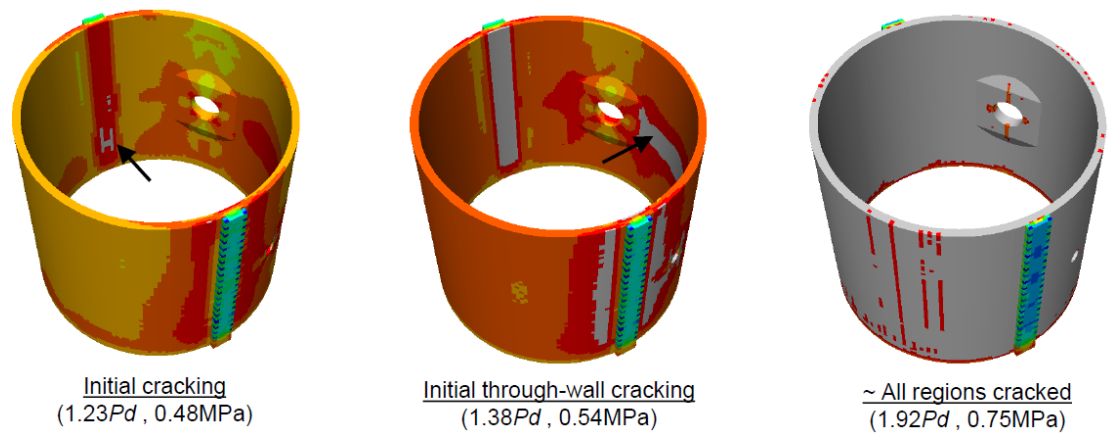 Initial cracking
(1.23Pd , 0.48MPa)
Initial through-wall cracking
(1.38Pd , 0.54MPa)
~ All regions cracked
(1.92Pd , 0.75MPa)